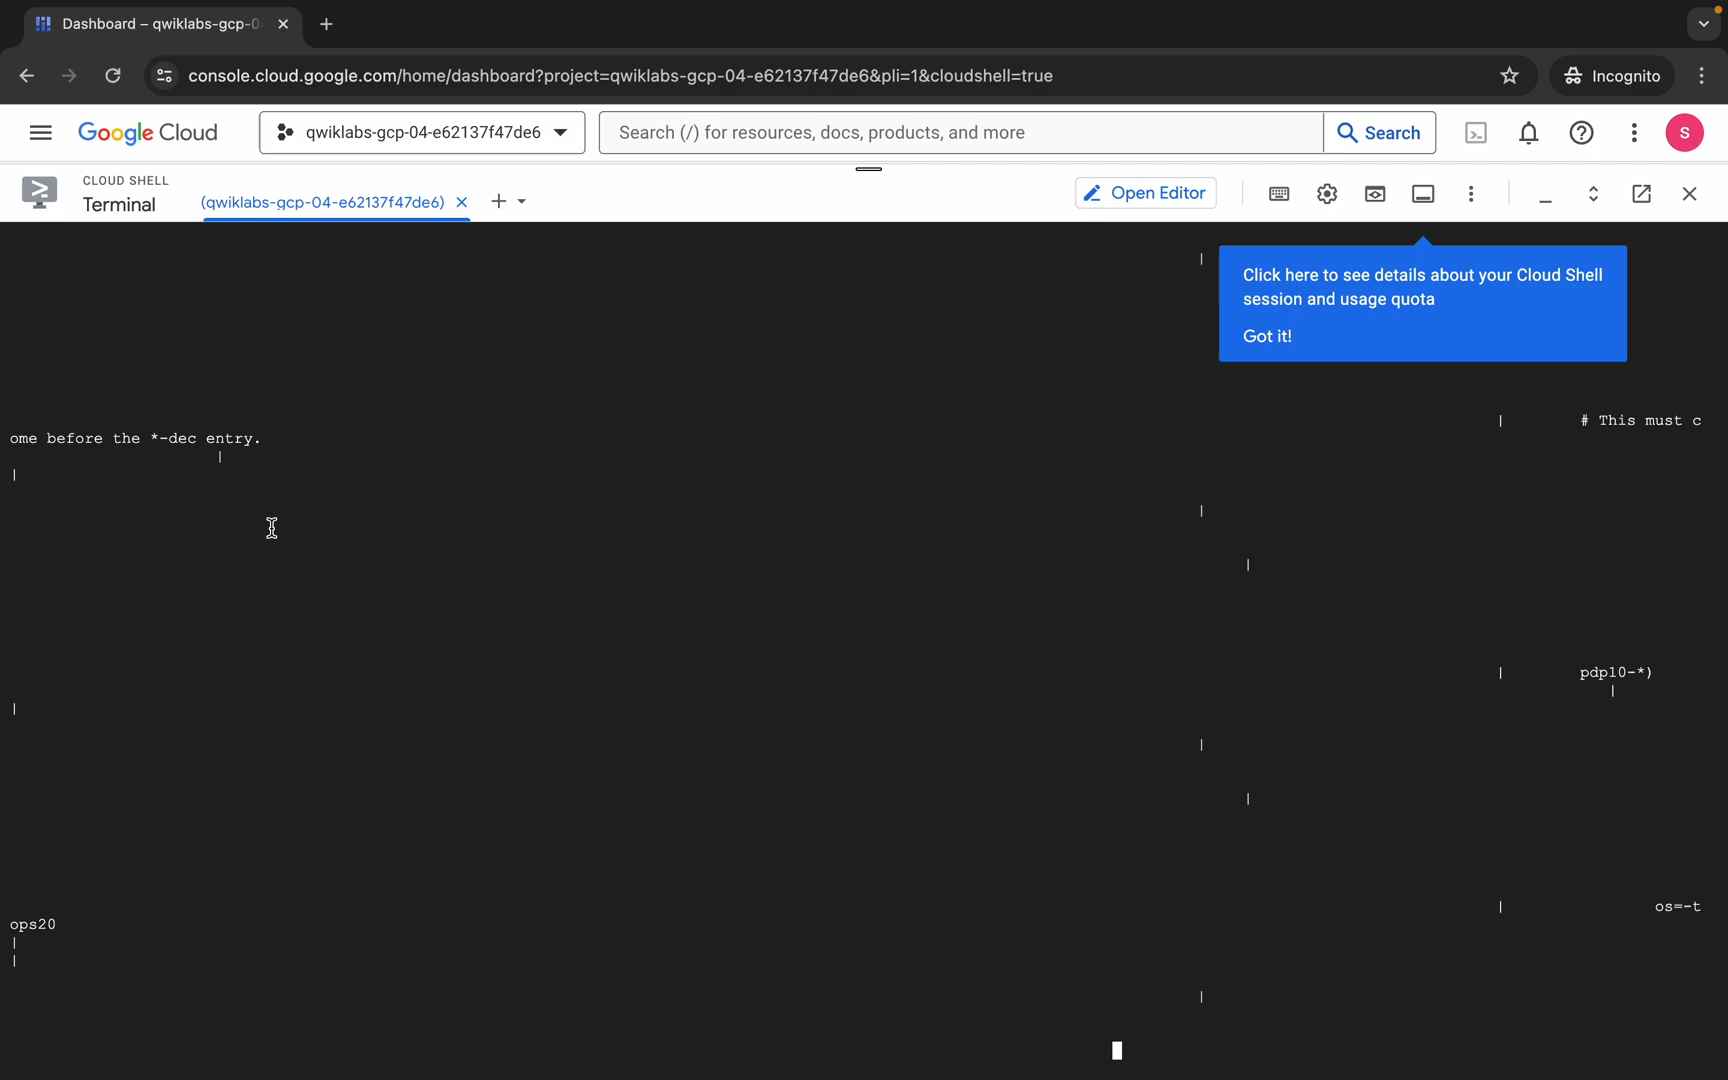 Dashboard – qwiklabs-gcp-0
console.cloud.google.com/home/dashboard?project=qwiklabs-gcp-04-e62137f47de6&pli=1&cloudshell=true
Incognito
Google Cloud
qwiklabs-gcp-04-e62137f47de6
Search (/) for resources, docs, products, and more
Search
S
CLOUD SHELL
Terminal
(qwiklabs-gcp-04-e62137f47de6)
Open Editor
Click here to see details about your Cloud Shell
session and usage quota
Got it!
|
| # This must c
ome before the *-dec entry.
|
|
|
|
| pdp10-*)
|
|
|
|
| os=-t
ops20
|
|
|